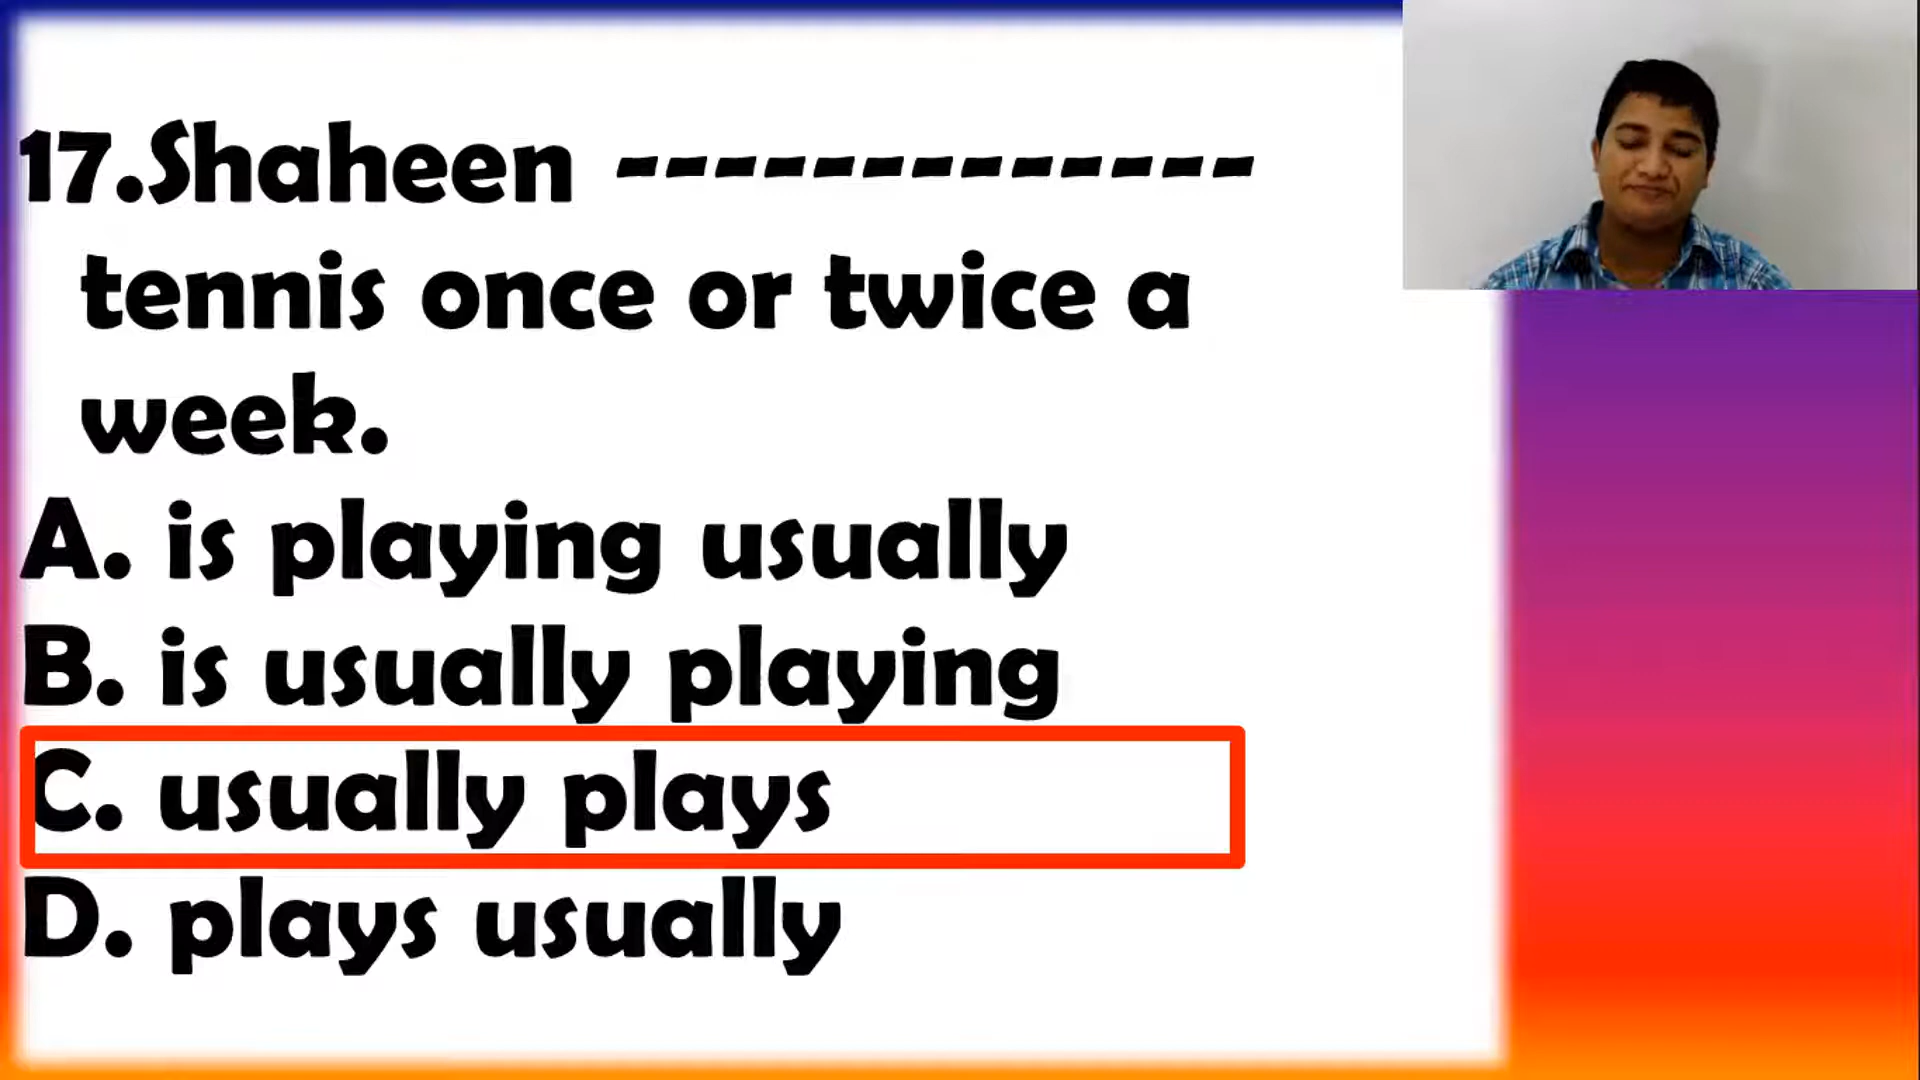 17.Shaheen -------------
tennis once or twice a
week.
A. is playing usually
B. is usually playing
C. usually plays
D. plays usually